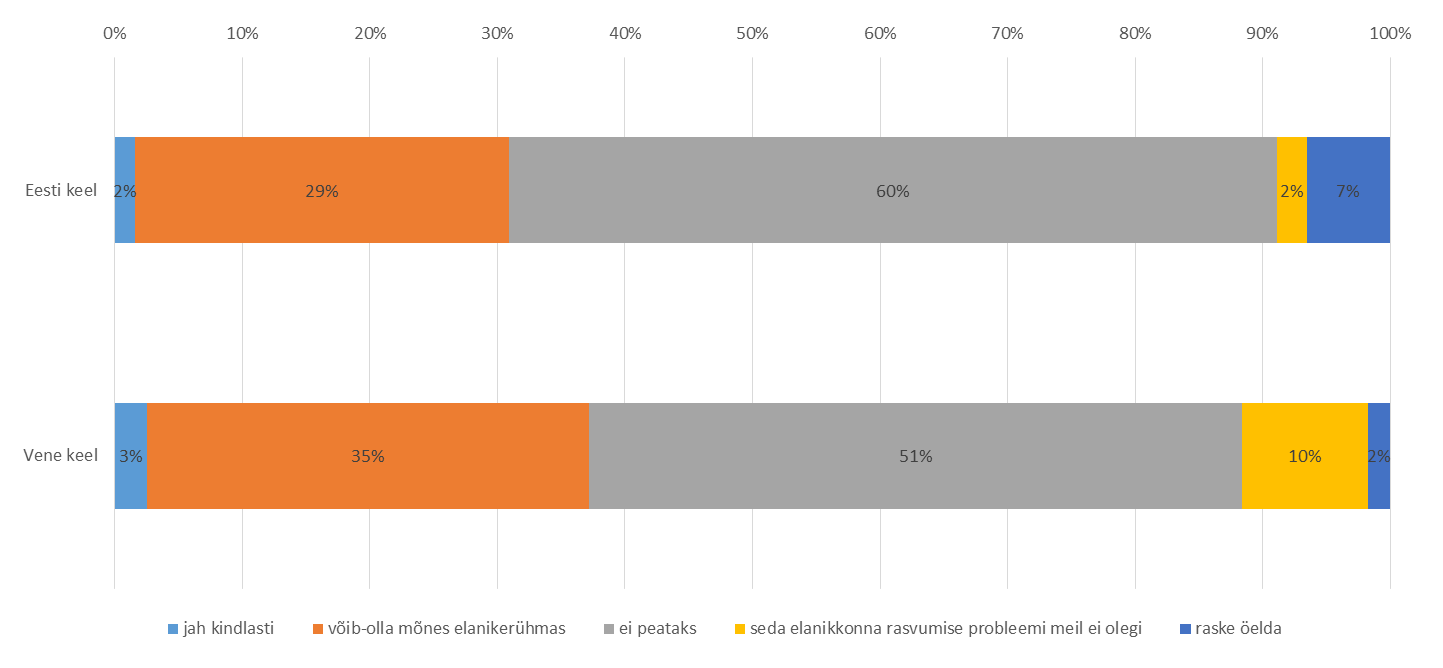 0% 10% 20% 30% 40% 50% 60% 70% 80% 90% 100%
Eesti keel 2% 29% 60% 2% 7%
Vene keel 3% 35% 51% 10% 2%
jah kindlasti võib-olla mõnes elanikerühmas ei peataks seda elanikkonna rasvumise probleemi meil ei olegi raske öelda